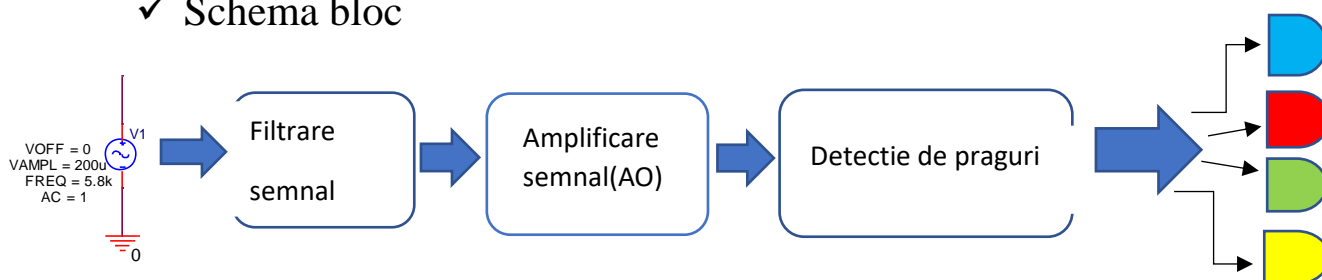 ✓ Schema bloc
V1
VOFF = 0
VAMPL = 200u
FREQ = 5.8k
AC = 1
0
Filtrare
semnal
Amplificare
semnal(AO)
Detectie de praguri